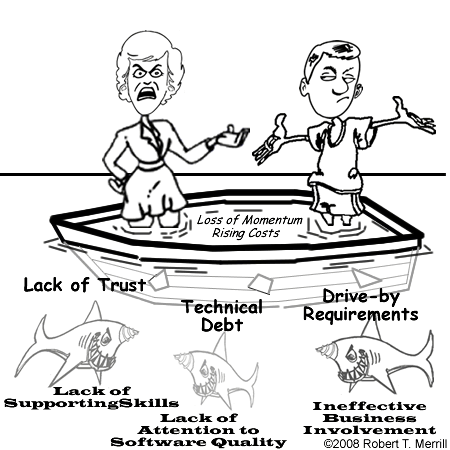 Loss of Momentum
Rising Costs
Lack of Trust
Technical
Debt
Drive-by
Requirements
Lack of
SupportingSkills
Lack of
Attention to
Software Quality
Ineffective
Business
Involvement
©2008 Robert T. Merrill